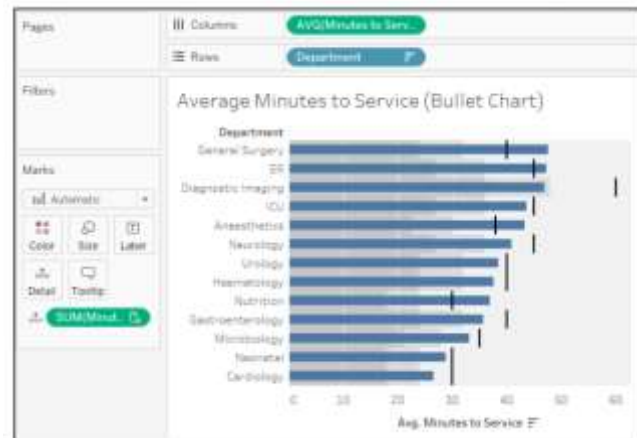 Pages
Columns
AVG(Minutes to Serv..
Rows
Department
Filters
Average Minutes to Service (Bullet Chart)
Department
General Surgery
ER
Diagnostic Imaging
ICU
Anaesthetics
Neurology
Urology
Haematology
Nutrition
Gastroenterology
Microbiology
Neonatal
Cardiology
0 10 20 30 40 50 60
Avg. Minutes to Service
Marks
Automatic
Color Size Label
Detail Tooltip
SUM(Minut..